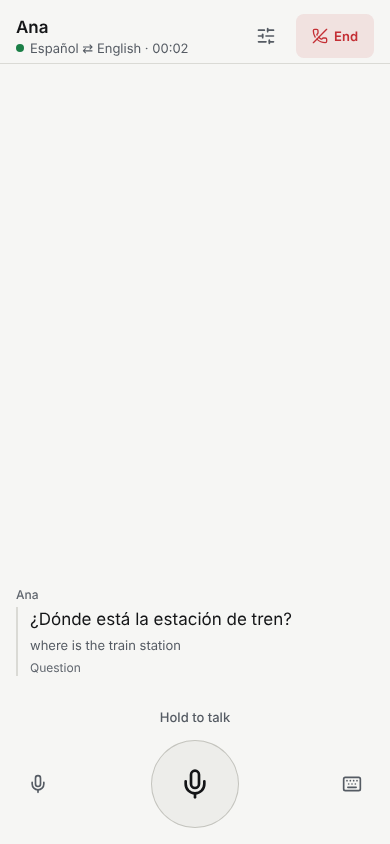 Ana
Español ⇄ English · 00:02
End
Ana
¿Dónde está la estación de tren?
where is the train station
Question
Hold to talk